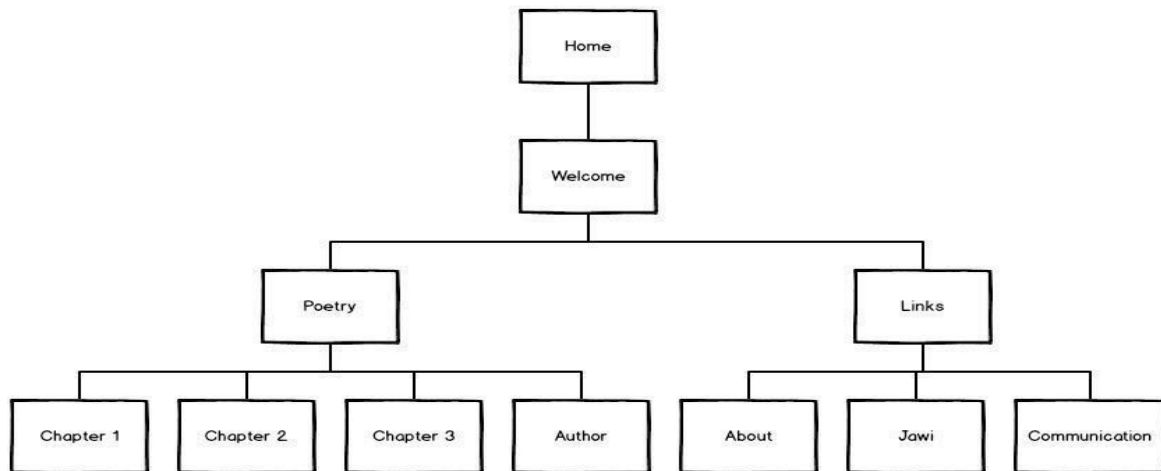 Home
Welcome
Poetry
Links
Chapter 1
Chapter 2
Chapter 3
Author
About
Jawi
Communication